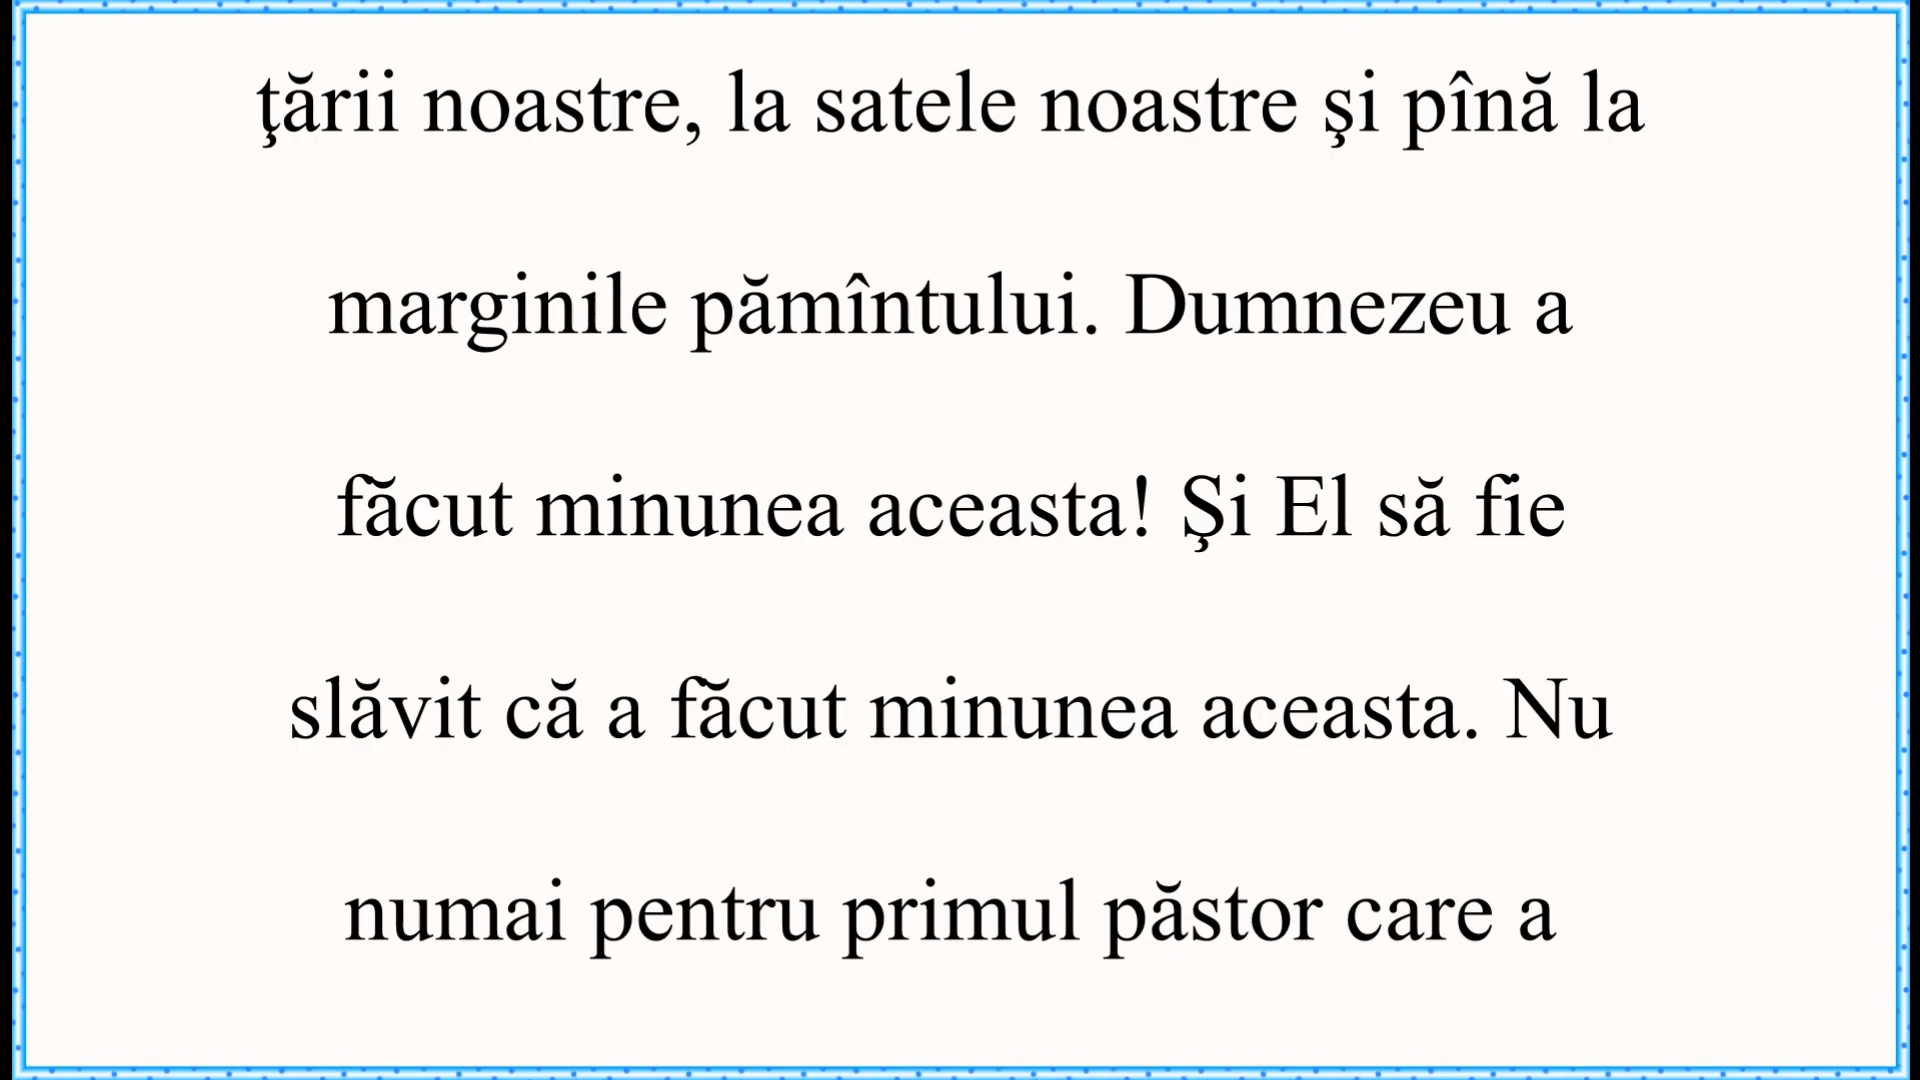 ţării noastre, la satele noastre şi pînă la
marginile pămîntului. Dumnezeu a
făcut minunea aceasta! Şi El să fie
slăvit că a făcut minunea aceasta. Nu
numai pentru primul păstor care a